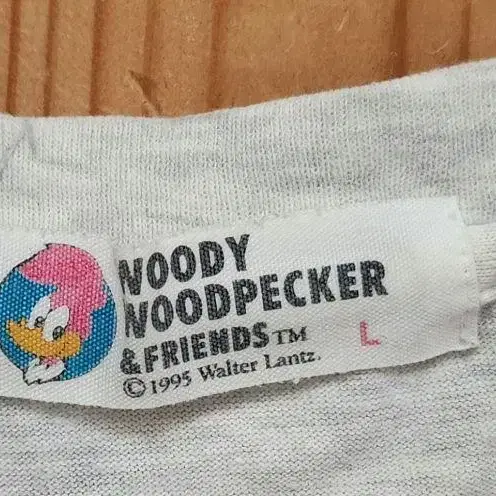 WOODY
WOODPECKER
& FRIENDS™ L
© 1995 Walter Lantz.